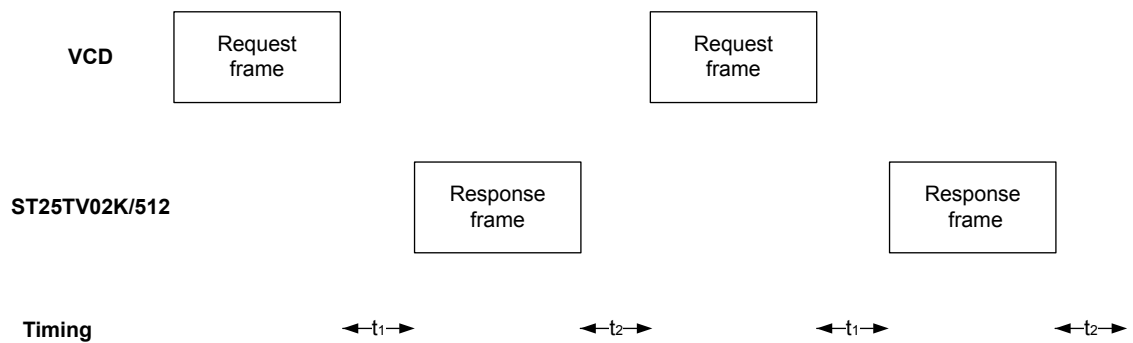 VCD
Request
frame
Request
frame
ST25TV02K/512
Response
frame
Response
frame
Timing
t1
t2
t1
t2